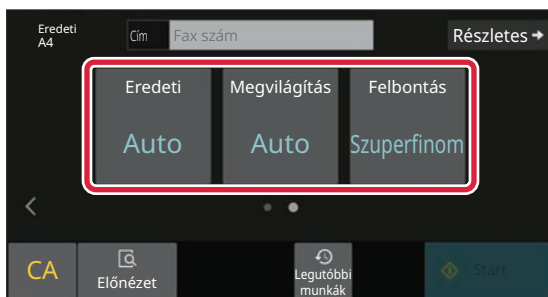 Eredeti
A4
Cím Fax szám
Részletes
Eredeti Megvilágítás Felbontás
Auto Auto Szuperfinom
CA
Előnézet
Legutóbbi
munkák
Start